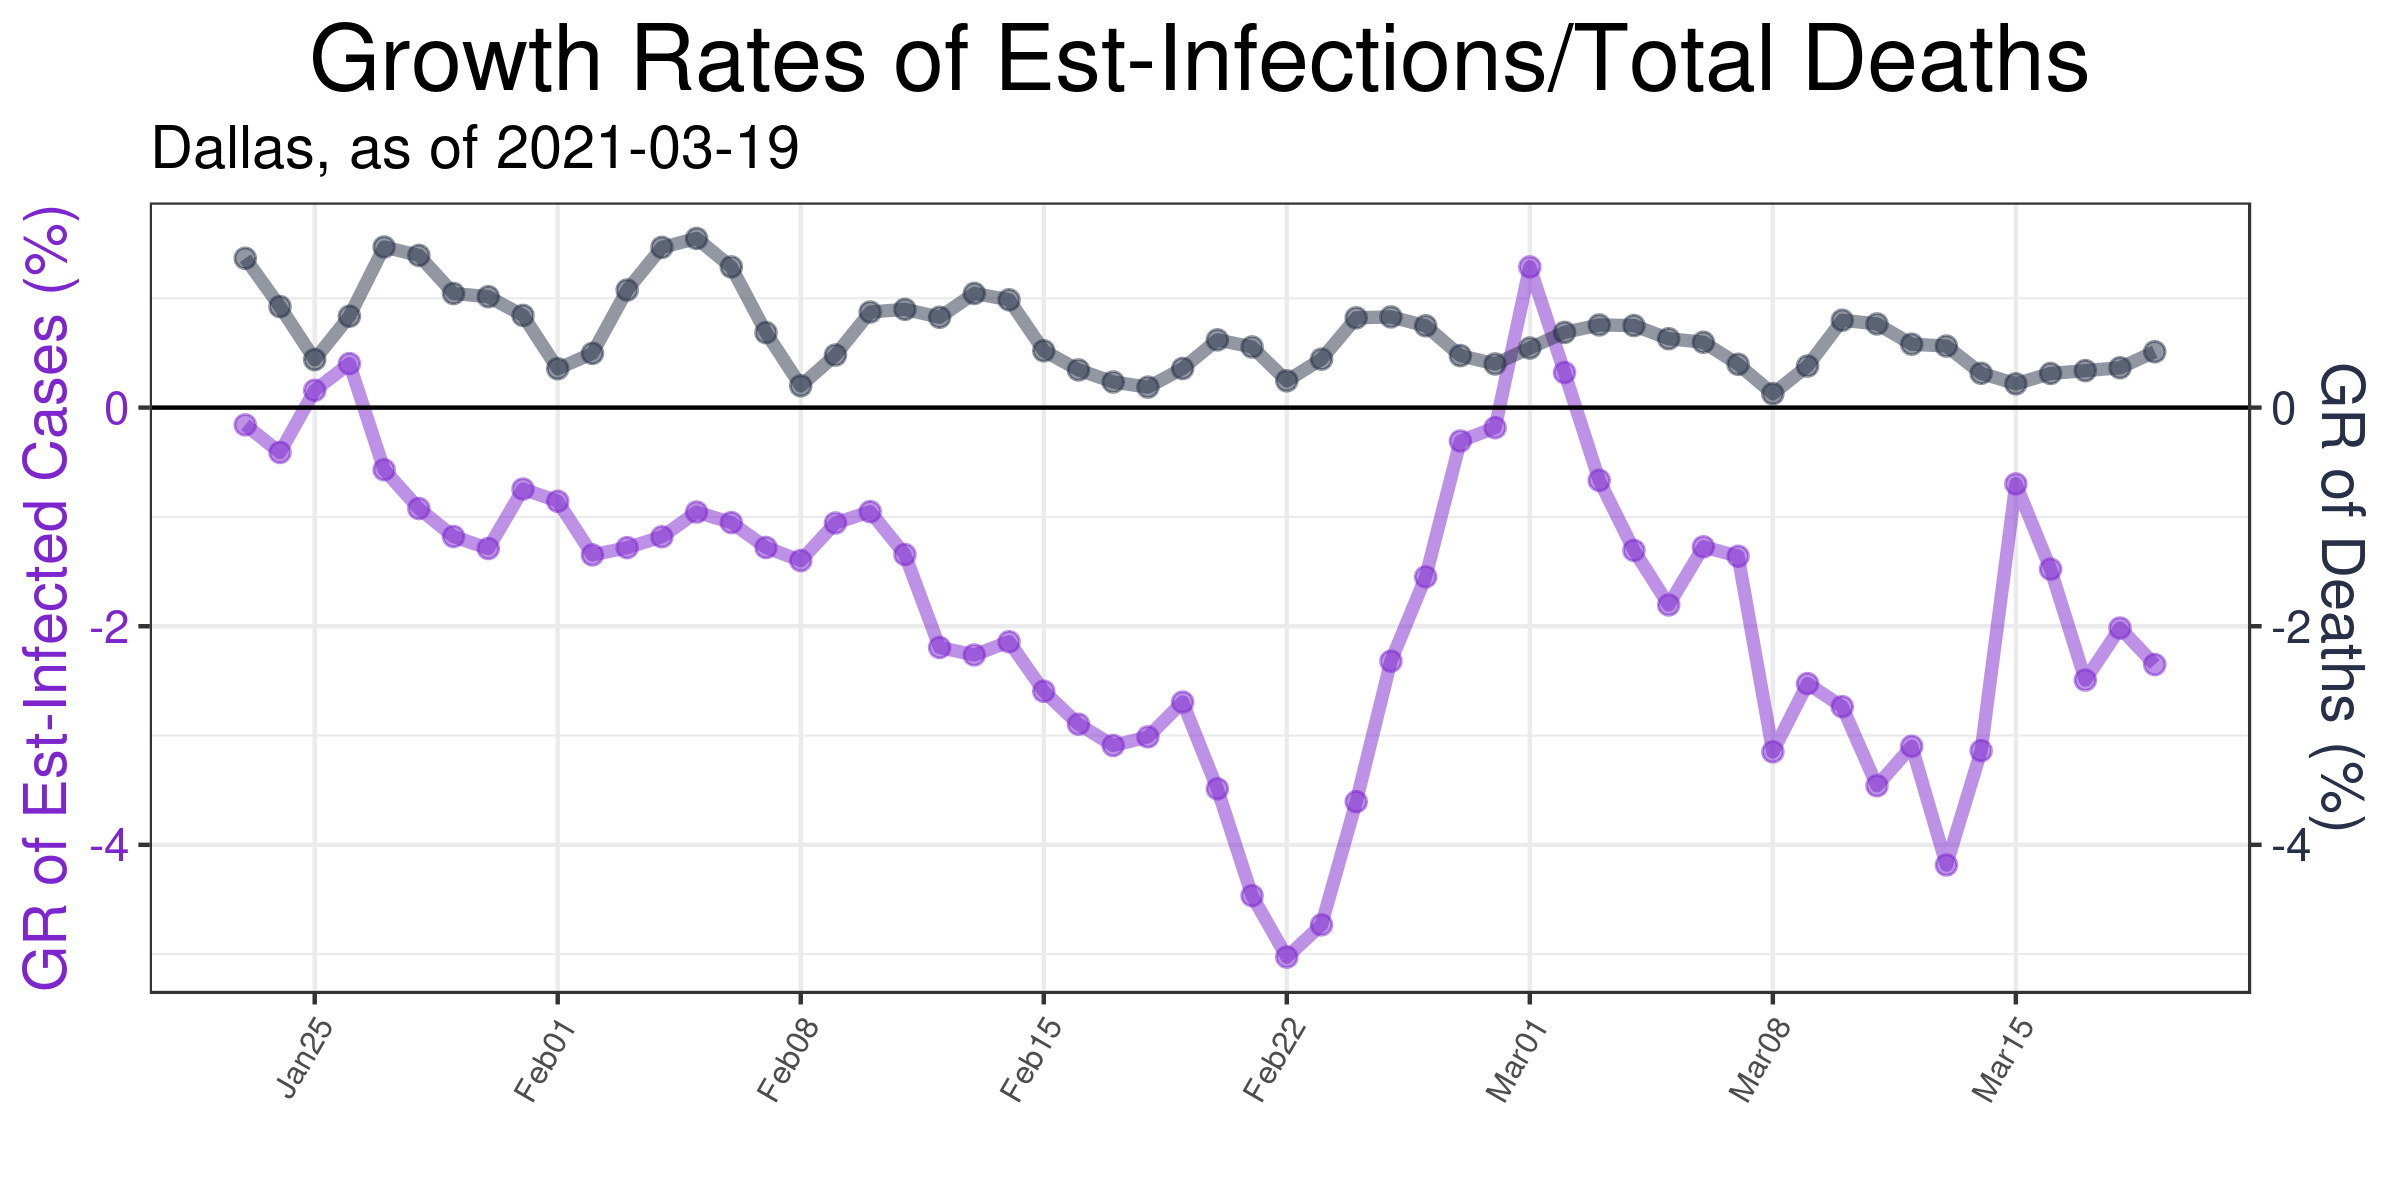 Growth Rates of Est-Infections/Total Deaths
Dallas, as of 2021-03-19
GR of Est-Infected Cases (%)
0
-2
-4
0
-2
-4
GR of Deaths (%)
Jan25
Feb01
Feb08
Feb15
Feb22
Mar01
Mar08
Mar15